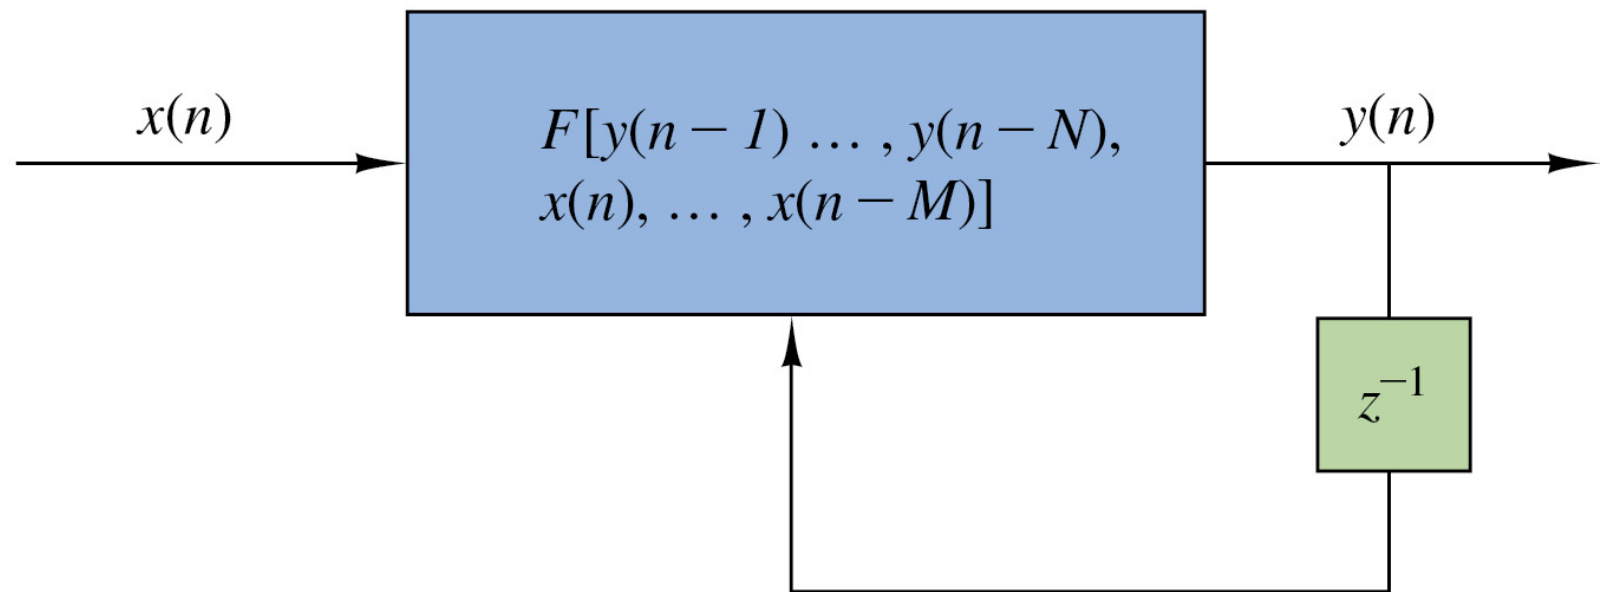 x(n)
F[y(n − 1) … , y(n − N),
x(n), … , x(n − M)]
y(n)
z⁻¹